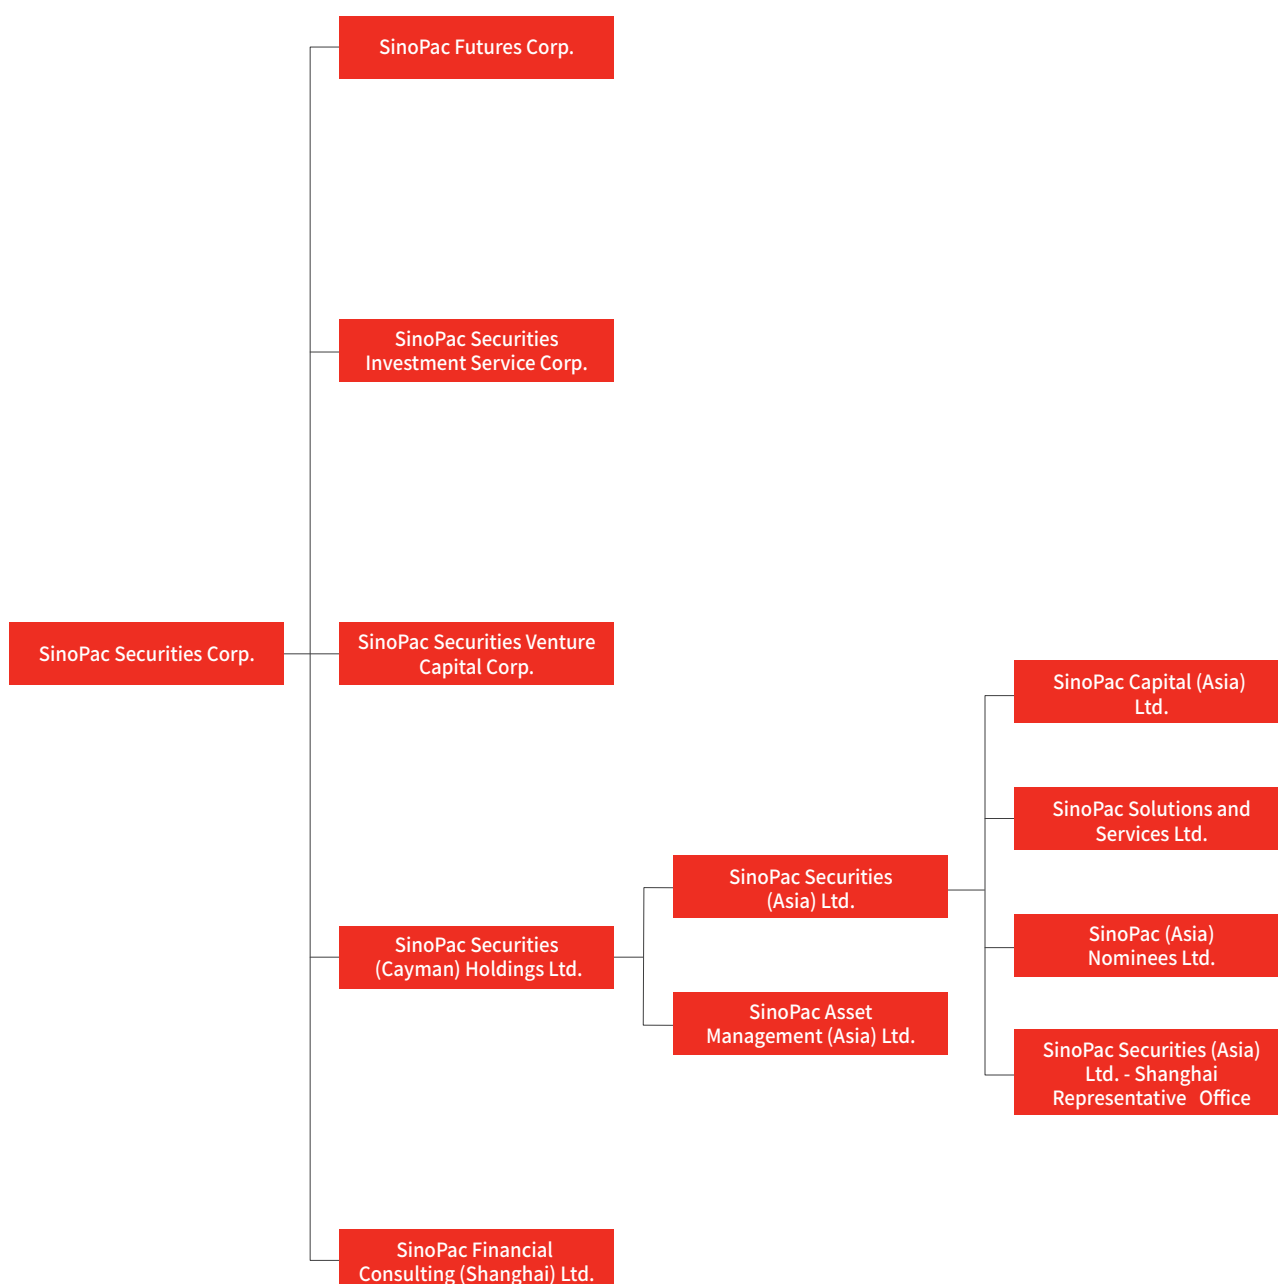 SinoPac Futures Corp.
SinoPac Securities
Investment Service Corp.
SinoPac Securities Corp.
SinoPac Securities Venture
Capital Corp.
SinoPac Capital (Asia)
Ltd.
SinoPac Solutions and
Services Ltd.
SinoPac Securities
(Asia) Ltd.
SinoPac (Asia)
Nominees Ltd.
SinoPac Securities
(Cayman) Holdings Ltd.
SinoPac Asset
Management (Asia) Ltd.
SinoPac Securities (Asia)
Ltd. - Shanghai
Representative Office
SinoPac Financial
Consulting (Shanghai) Ltd.